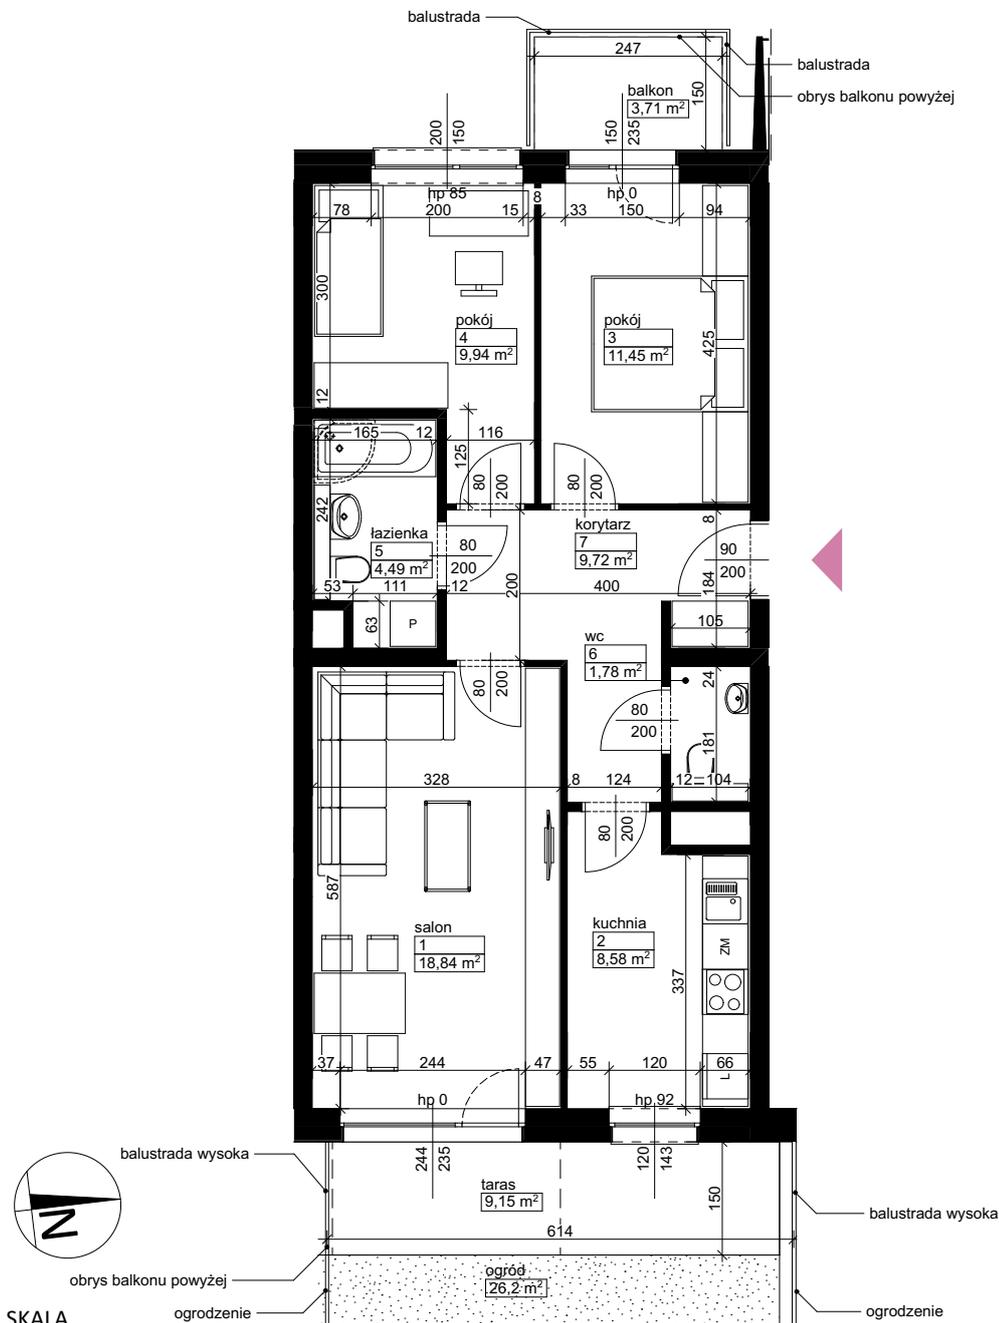 balustrada
247
balustrada
obrys balkonu powyżej
balkon
3,71 m²
150
200
150
150
235
hp 85
hp 0
8
78
200
15
33
150
94
300
pokój
4
9,94 m²
pokój
3
11,45 m²
425
12
165
12
116
125
80
200
80
200
242
łazienka
5
4,49 m²
80
200
korytarz
7
9,72 m²
8
90
200
184
53
111
12
200
400
63
P
105
wc
6
1,78 m²
24
80
200
80
200
181
328
8
124
12
104
80
200
587
salon
1
18,84 m²
kuchnia
2
8,58 m²
ZM
337
37
244
47
55
120
66
L
hp 0
hp 92
244
235
120
143
balustrada wysoka
taras
9,15 m²
150
balustrada wysoka
N
614
obrys balkonu powyżej
ogród
26,2 m²
ogrodzenie
ogrodzenie
SKALA